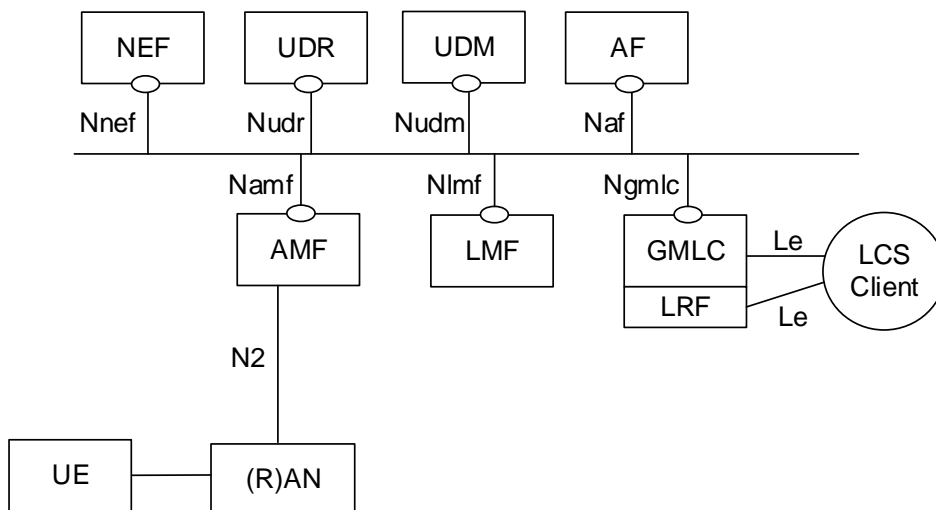 NEF
UDR
UDM
AF
Nnef
Nudr
Nudm
Naf
Namf
Nlmf
Ngmlc
AMF
LMF
GMLC
Le
LCS
Client
LRF
Le
N2
UE
(R)AN